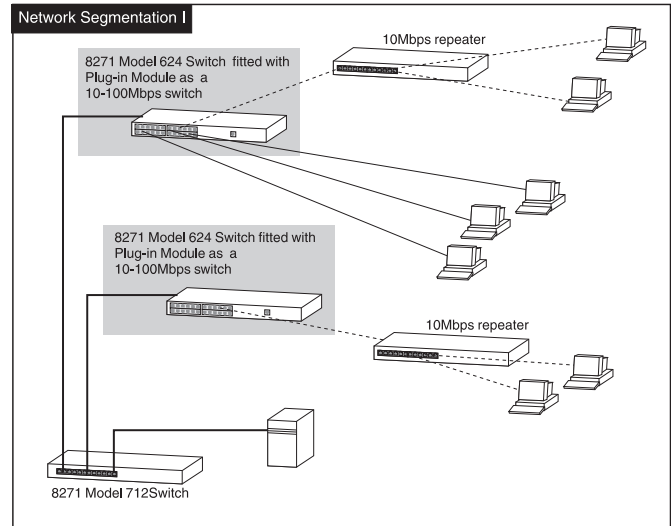 Network Segmentation I
8271 Model 624 Switch fitted with
Plug-in Module as a
10-100Mbps switch
10Mbps repeater
8271 Model 624 Switch fitted with
Plug-in Module as a
10-100Mbps switch
10Mbps repeater
8271 Model 712Switch